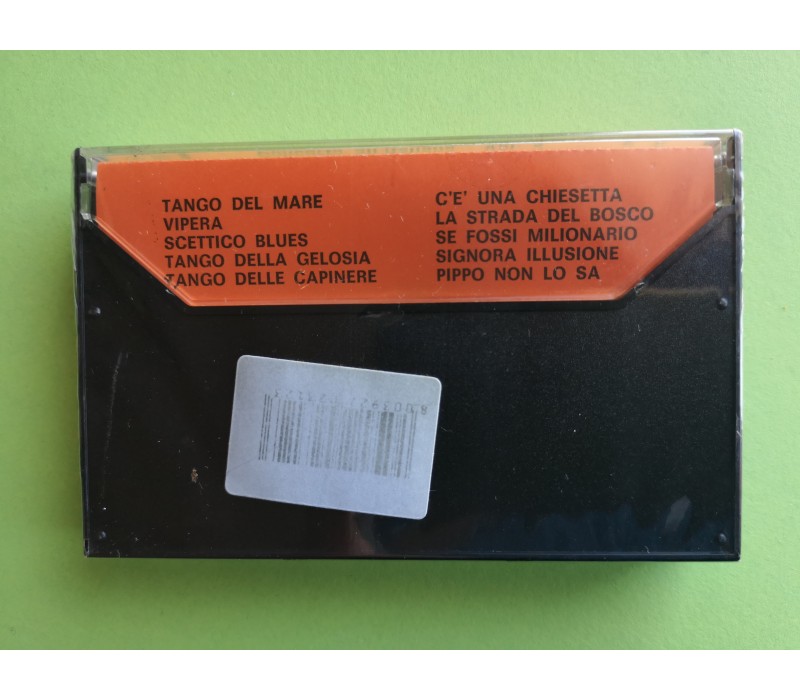 TANGO DEL MARE
VIPERA
SCETTICO BLUES
TANGO DELLA GELOSIA
TANGO DELLE CAPINERE
C'E' UNA CHIESETTA
LA STRADA DEL BOSCO
SE FOSSI MILIONARIO
SIGNORA ILLUSIONE
PIPPO NON LO SA